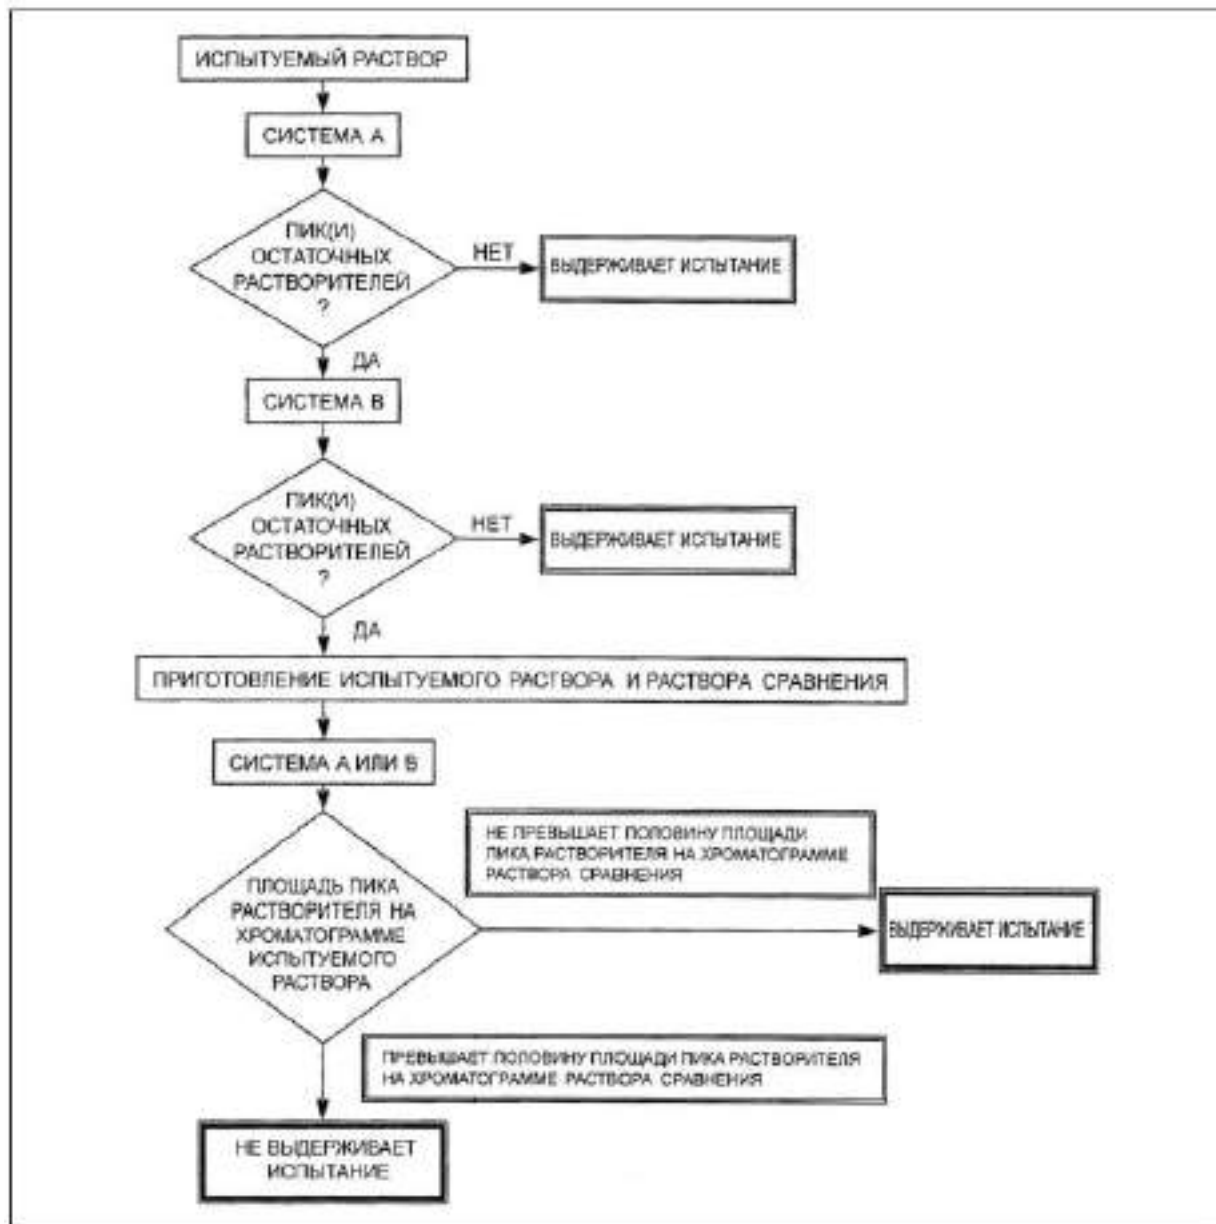 ИСПЫТУЕМЫЙ РАСТВОР
СИСТЕМА А
ПИК(И)
ОСТАТОЧНЫХ
РАСТВОРИТЕЛЕЙ
?
НЕТ
ВЫДЕРЖИВАЕТ ИСПЫТАНИЕ
ДА
СИСТЕМА В
ПИК(И)
ОСТАТОЧНЫХ
РАСТВОРИТЕЛЕЙ
?
НЕТ
ВЫДЕРЖИВАЕТ ИСПЫТАНИЕ
ДА
ПРИГОТОВЛЕНИЕ ИСПЫТУЕМОГО РАСТВОРА И РАСТВОРА СРАВНЕНИЯ
СИСТЕМА А ИЛИ В
НЕ ПРЕВЫШАЕТ ПОЛОВИНУ ПЛОЩАДИ
ПИКА РАСТВОРИТЕЛЯ НА ХРОМАТОГРАММЕ
РАСТВОРА СРАВНЕНИЯ
ПЛОЩАДЬ ПИКА
РАСТВОРИТЕЛЯ НА
ХРОМАТОГРАММЕ
ИСПЫТУЕМОГО
РАСТВОРА
ВЫДЕРЖИВАЕТ ИСПЫТАНИЕ
ПРЕВЫШАЕТ ПОЛОВИНУ ПЛОЩАДИ ПИКА РАСТВОРИТЕЛЯ
НА ХРОМАТОГРАММЕ РАСТВОРА СРАВНЕНИЯ
НЕ ВЫДЕРЖИВАЕТ
ИСПЫТАНИЕ